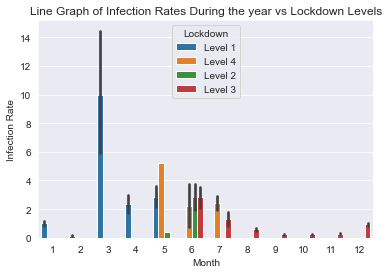 Line Graph of Infection Rates During the year vs Lockdown Levels
Infection Rate
14
12
10
8
6
4
2
0
Lockdown
Level 1
Level 4
Level 2
Level 3
1 2 3 4 5 6 7 8 9 10 11 12
Month